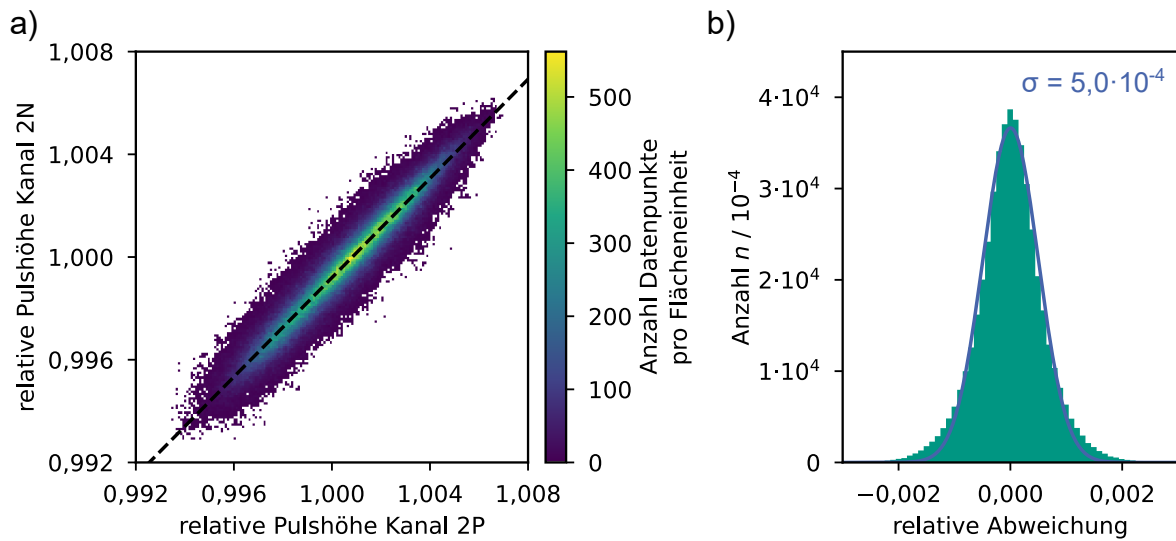 a)
relative Pulshöhe Kanal 2N
1,008
1,004
1,000
0,996
0,992
0,992 0,996 1,000 1,004 1,008
relative Pulshöhe Kanal 2P
500
400
300
200
100
0
Anzahl Datenpunkte
pro Flächeneinheit
b)
σ = 5,0·10⁻⁴
Anzahl n / 10⁻⁴
4·10⁴
3·10⁴
2·10⁴
1·10⁴
0
−0,002 0,000 0,002
relative Abweichung